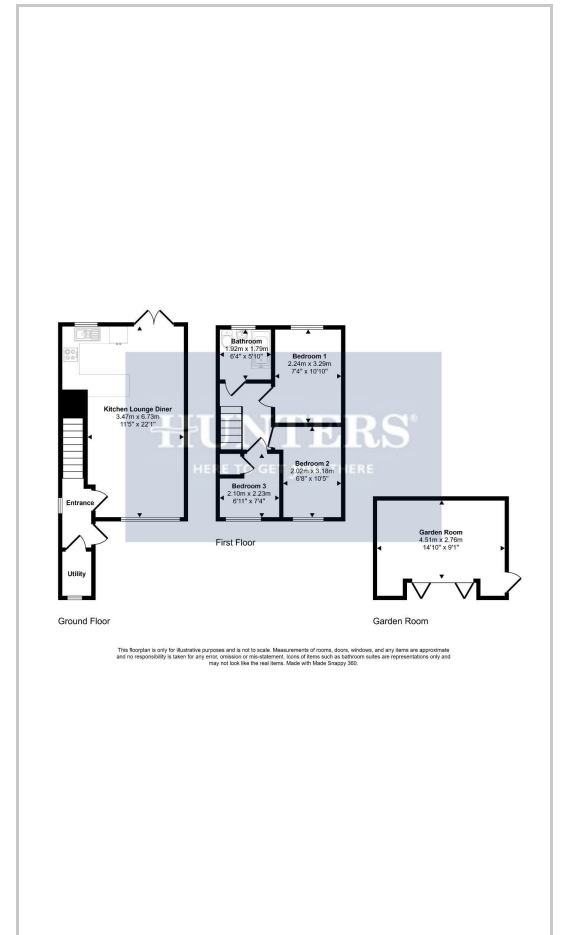 Bathroom
1.92m x 1.79m
6'4" x 5'10"
Bedroom 1
2.24m x 3.29m
7'4" x 10'10"
Kitchen Lounge Diner
3.47m x 6.73m
11'5" x 22'1"
HUNTERS®
HERE TO GET YOU THERE
Bedroom 2
2.02m x 3.18m
6'8" x 10'5"
Bedroom 3
2.10m x 2.23m
6'11" x 7'4"
Entrance
Garden Room
4.51m x 2.76m
14'10" x 9'1"
First Floor
Utility
Ground Floor
Garden Room
This floorplan is only for illustrative purposes and is not to scale. Measurements of rooms, doors, windows, and any items are approximate
and no responsibility is taken for any error, omission or mis-statement. Icons of items such as bathroom suites are representations only and
may not look like the real items. Made with Made Snappy 360.